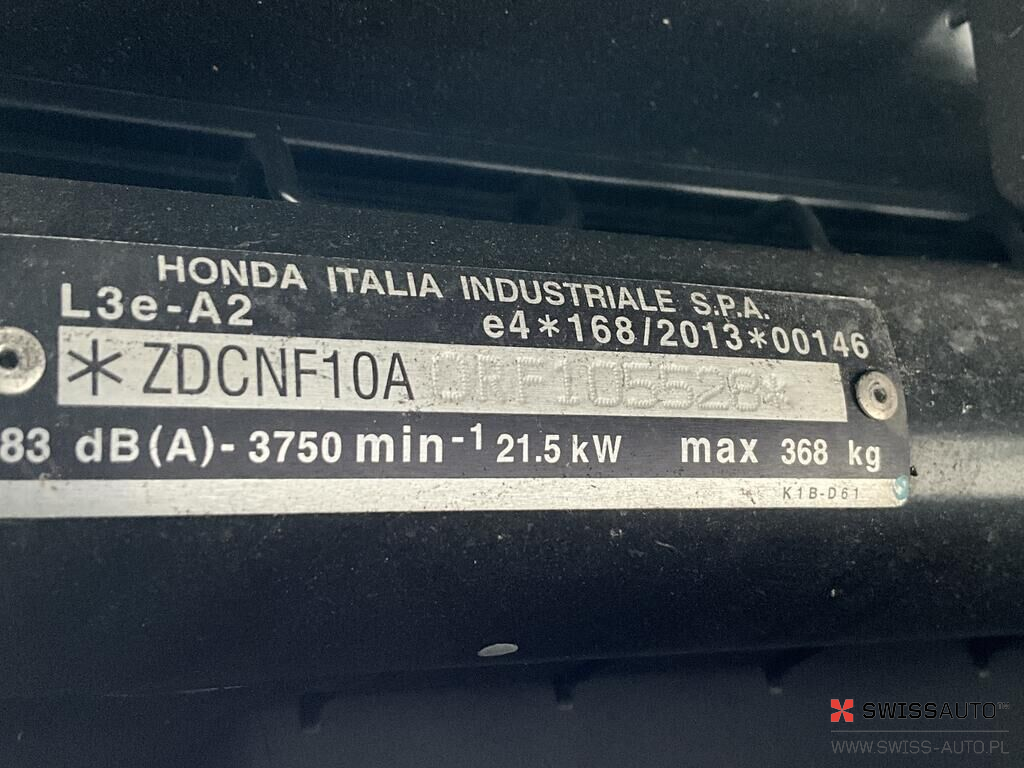 HONDA ITALIA INDUSTRIALE S.P.A.
L3e-A2
e4*168/2013*00146
*ZDCNF10A0RF105528*
83 dB(A)- 3750 min-1 21.5 kW max 368 kg
K1B-D61
SWISSAUTO
WWW.SWISS-AUTO.PL